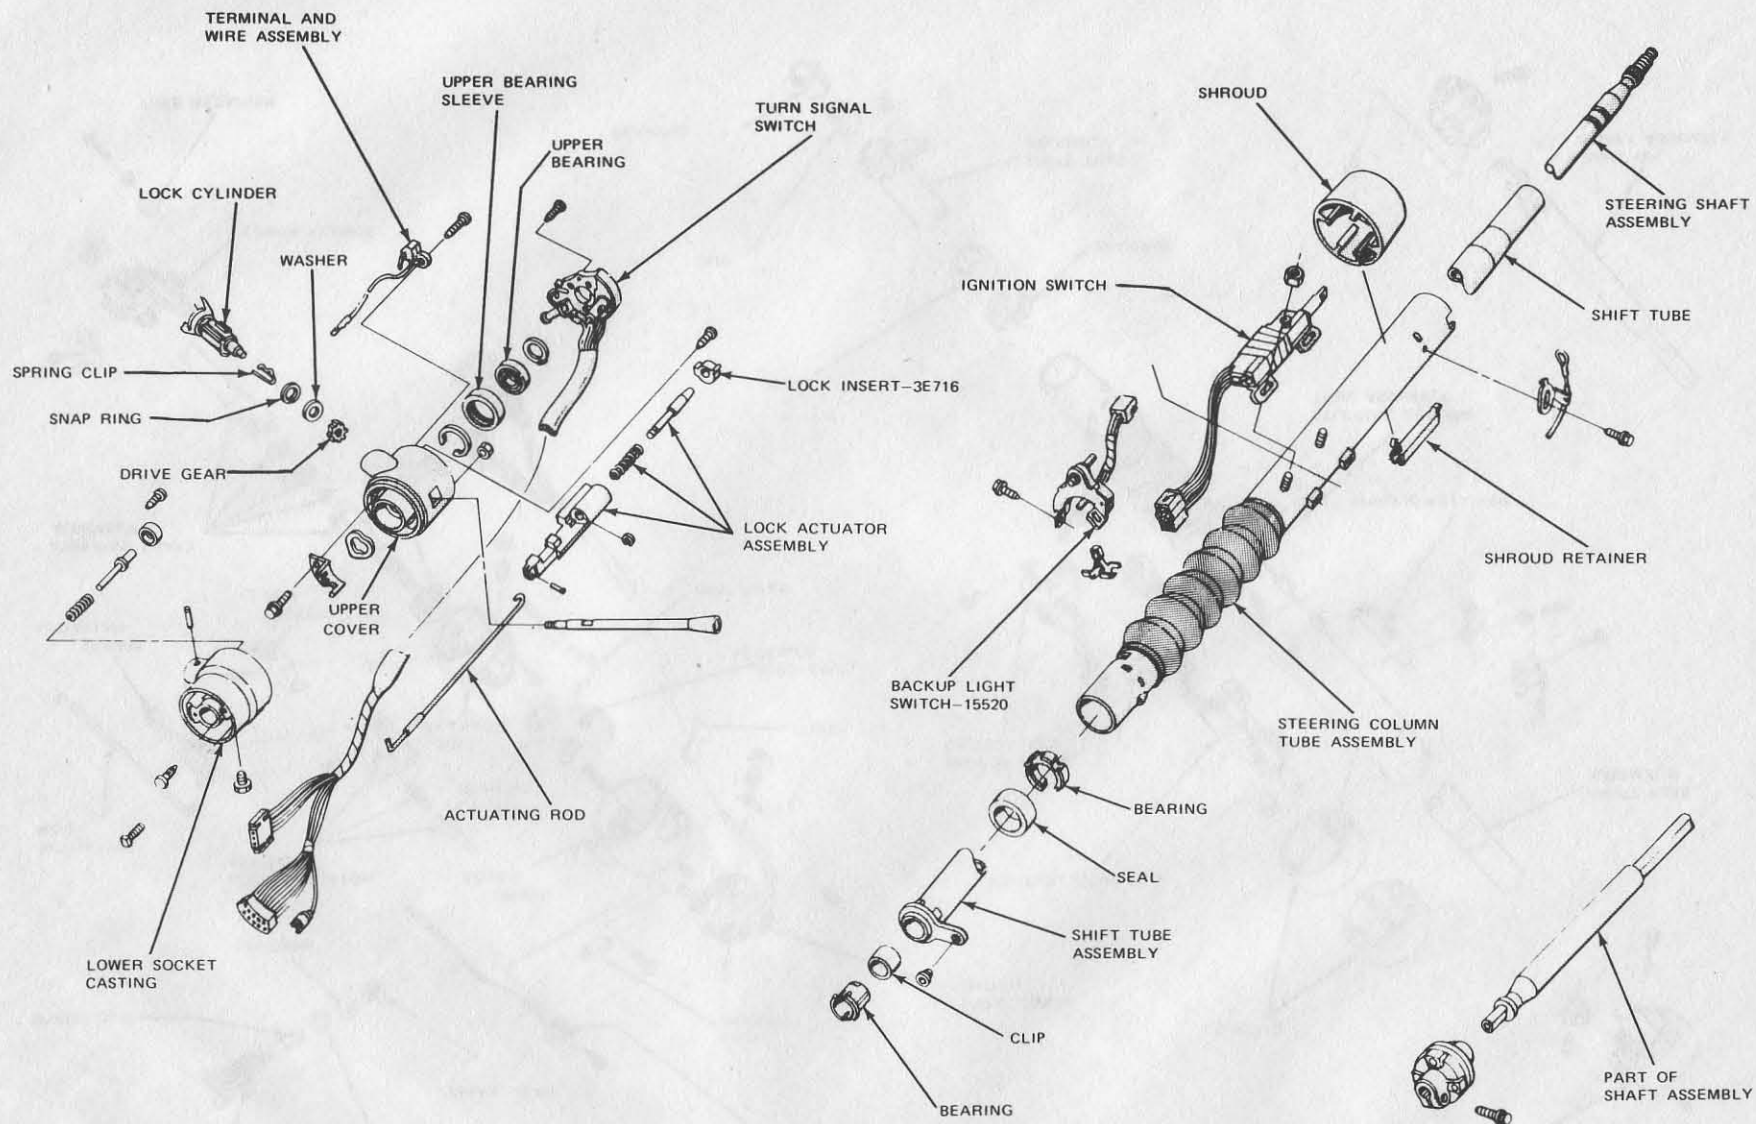 TERMINAL AND
WIRE ASSEMBLY
UPPER BEARING
SLEEVE
TURN SIGNAL
SWITCH
UPPER
BEARING
LOCK CYLINDER
WASHER
SPRING CLIP
SNAP RING
DRIVE GEAR
LOCK INSERT–3E716
LOCK ACTUATOR
ASSEMBLY
UPPER
COVER
ACTUATING ROD
LOWER SOCKET
CASTING
SHROUD
STEERING SHAFT
ASSEMBLY
IGNITION SWITCH
SHIFT TUBE
SHROUD RETAINER
BACKUP LIGHT
SWITCH–15520
STEERING COLUMN
TUBE ASSEMBLY
BEARING
SEAL
SHIFT TUBE
ASSEMBLY
CLIP
BEARING
PART OF
SHAFT ASSEMBLY